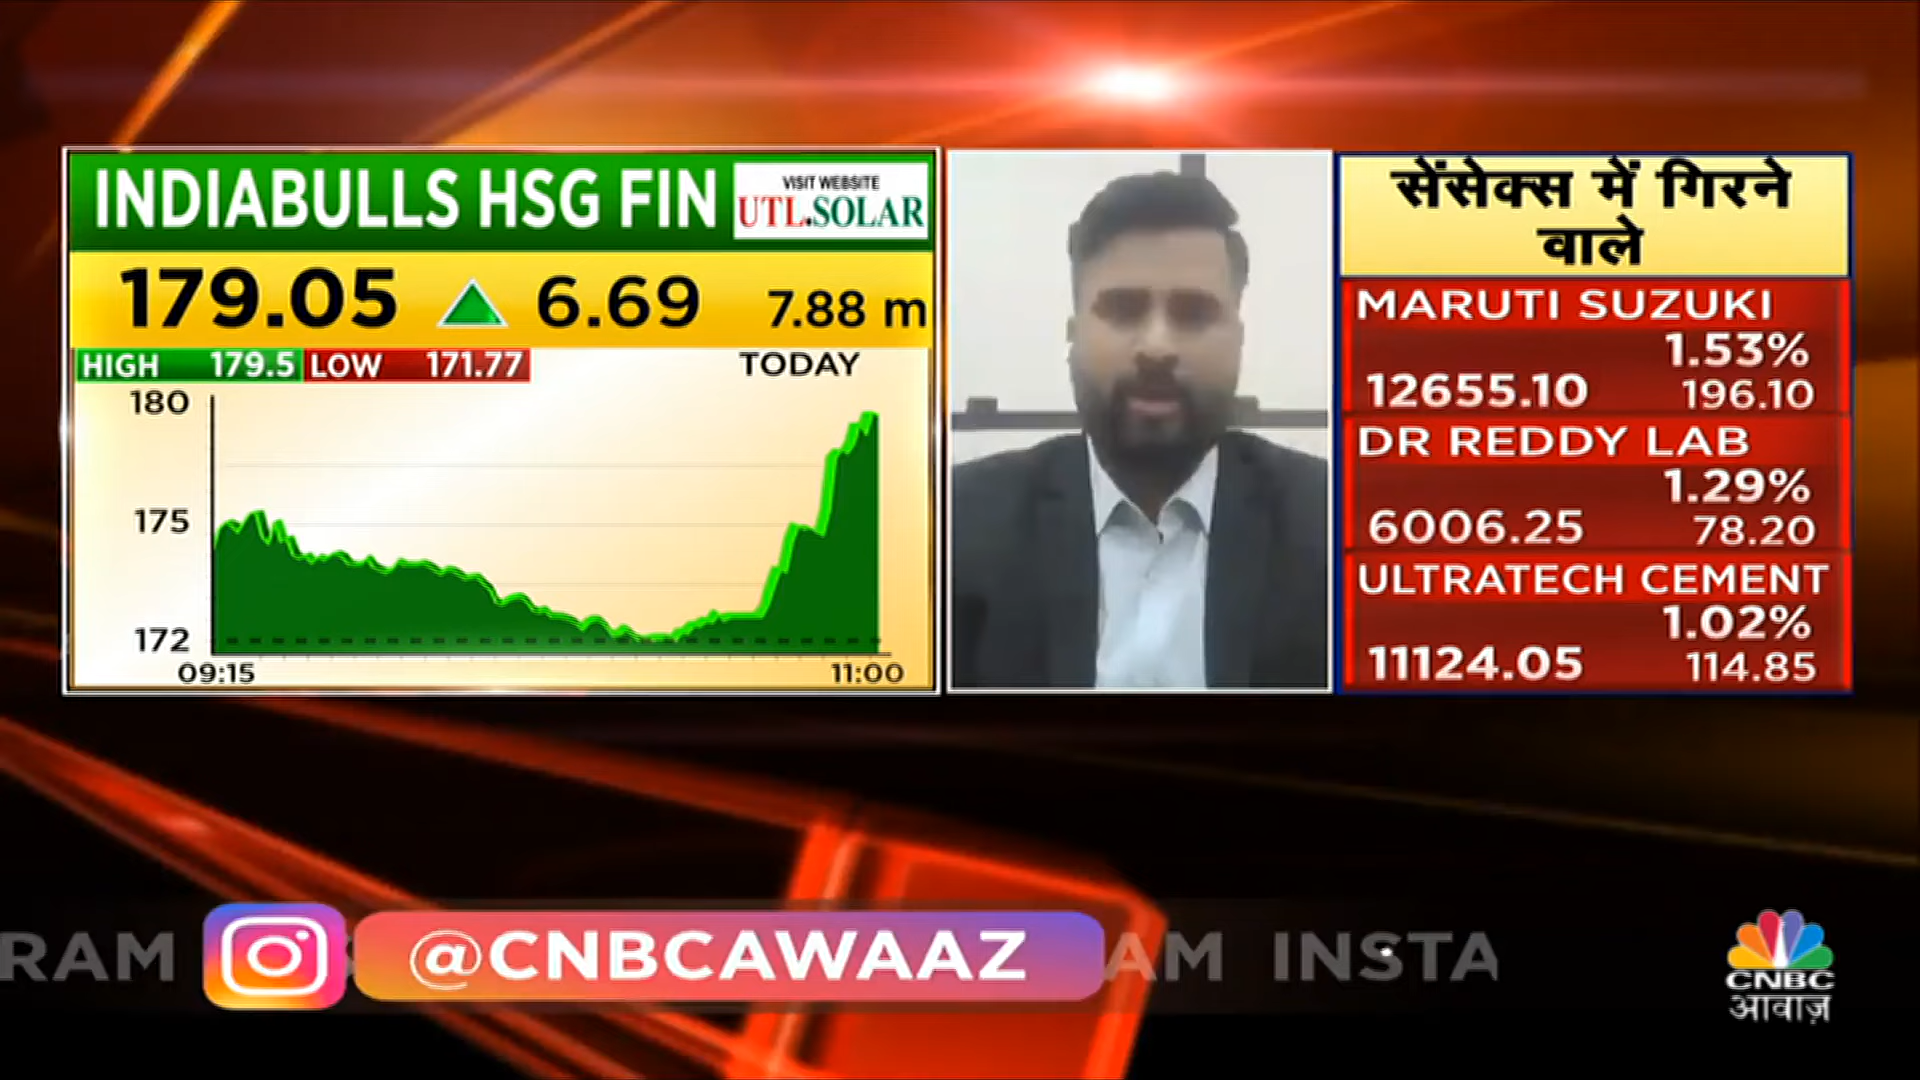 INDIABULLS HSG FIN
VISIT WEBSITE
UTL.SOLAR
179.05 6.69 7.88 m
HIGH 179.5 LOW 171.77 TODAY
180
175
172
09:15 11:00
सेंसेक्स में गिरने
वाले
MARUTI SUZUKI
1.53%
12655.10 196.10
DR REDDY LAB
1.29%
6006.25 78.20
ULTRATECH CEMENT
1.02%
11124.05 114.85
RAM @CNBCAWAAZ AM INSTA
CNBC
आवाज़